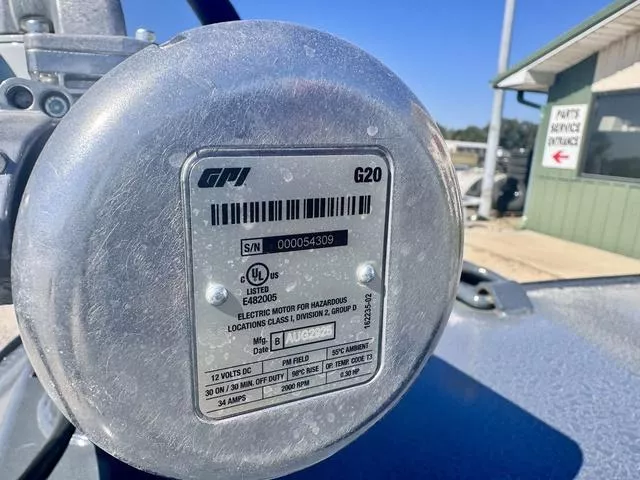 GPI G20
S/N 000054309
C UL US
LISTED
E482005
ELECTRIC MOTOR FOR HAZARDOUS
LOCATIONS CLASS I, DIVISION 2, GROUP D
Mfg. Date B AUG2925
12 VOLTS DC PM FIELD 55°C AMBIENT
30 ON / 30 MIN. OFF DUTY 98°C RISE OP. TEMP. CODE T3
34 AMPS 2000 RPM 0.30 HP
162235-02
PARTS
SERVICE
ENTRANCE